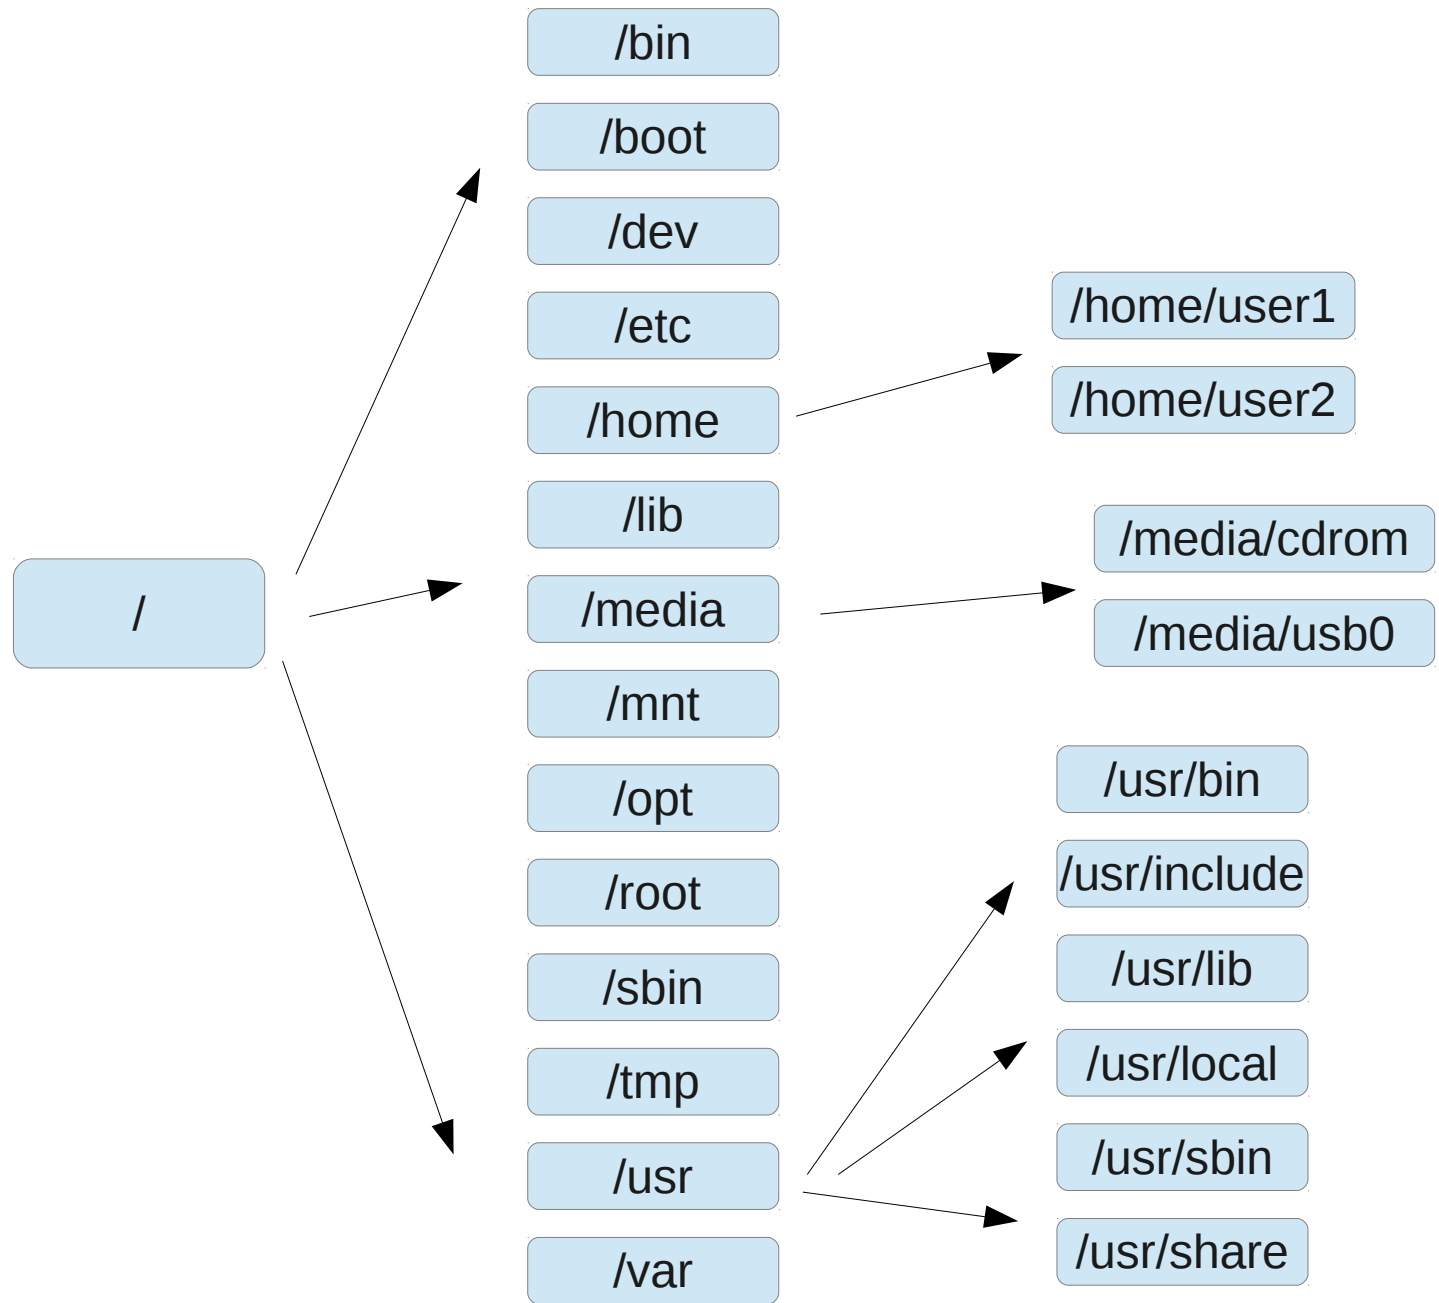 /
/bin
/boot
/dev
/etc
/home
/lib
/media
/mnt
/opt
/root
/sbin
/tmp
/usr
/var
/home/user1
/home/user2
/media/cdrom
/media/usb0
/usr/bin
/usr/include
/usr/lib
/usr/local
/usr/sbin
/usr/share